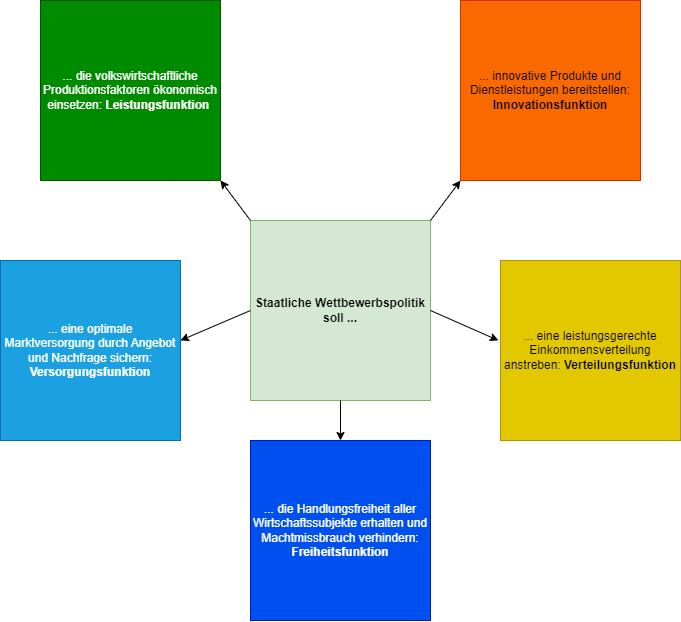 ... die volkswirtschaftliche
Produktionsfaktoren ökonomisch
einsetzen: Leistungsfunktion
... innovative Produkte und
Dienstleistungen bereitstellen:
Innovationsfunktion
Staatliche Wettbewerbspolitik
soll ...
... eine optimale
Marktversorgung durch Angebot
und Nachfrage sichern:
Versorgungsfunktion
... eine leistungsgerechte
Einkommensverteilung
anstreben: Verteilungsfunktion
... die Handlungsfreiheit aller
Wirtschaftssubjekte erhalten und
Machtmissbrauch verhindern:
Freiheitsfunktion